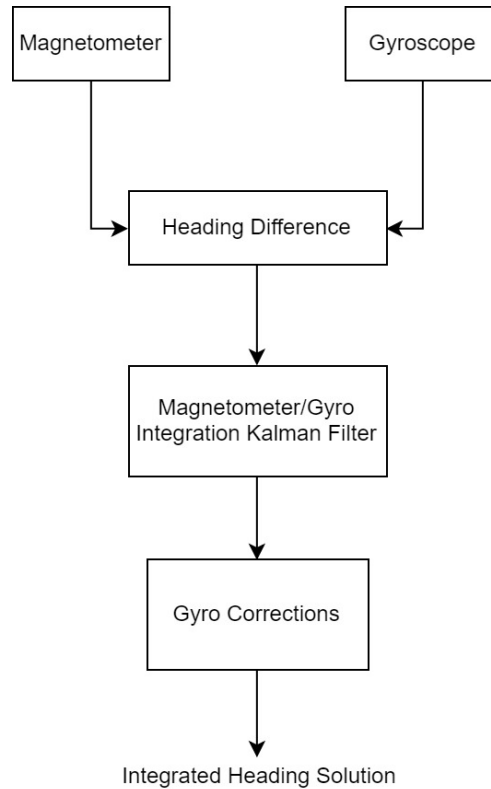 Magnetometer
Gyroscope
Heading Difference
Magnetometer/Gyro
Integration Kalman Filter
Gyro Corrections
Integrated Heading Solution